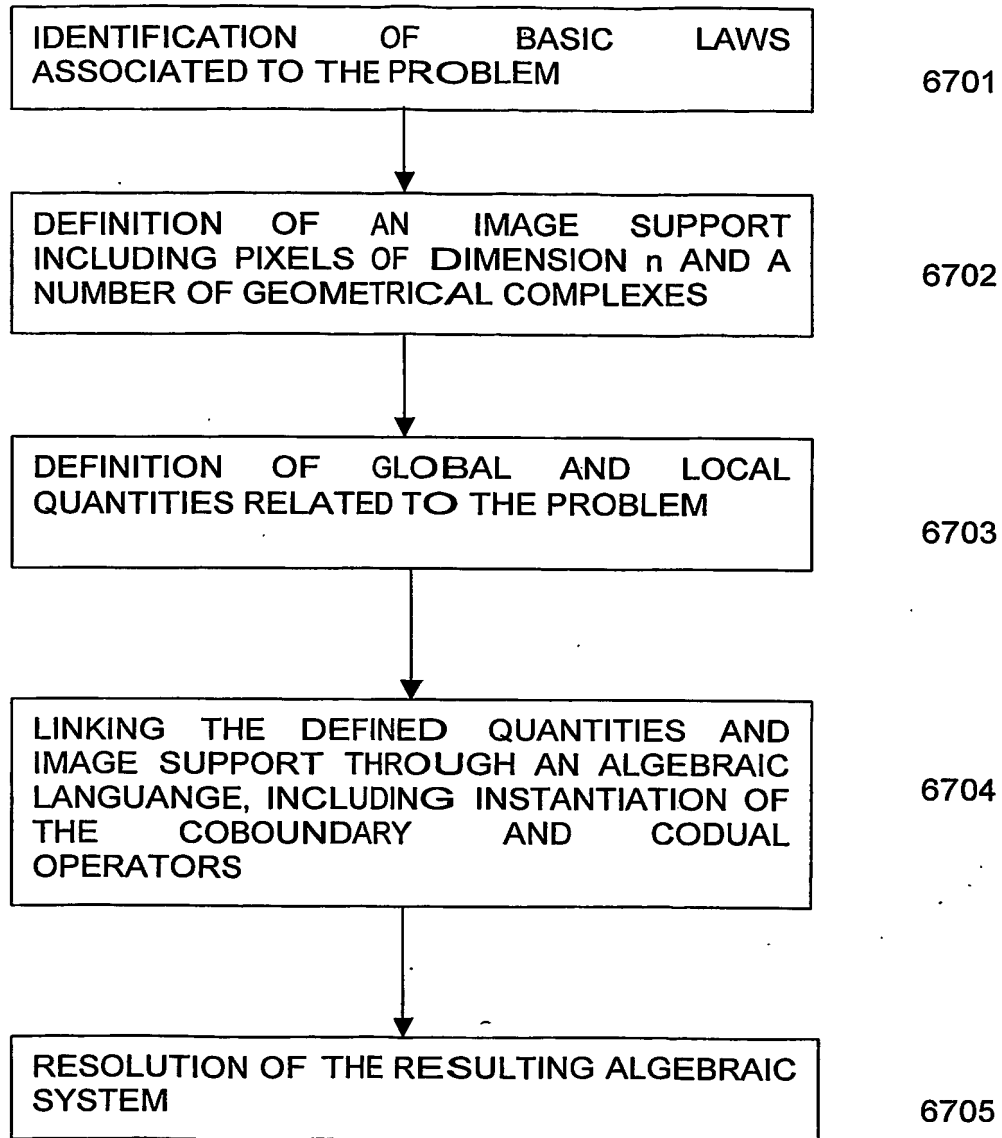 IDENTIFICATION OF BASIC LAWS
ASSOCIATED TO THE PROBLEM
6701
DEFINITION OF AN IMAGE SUPPORT
INCLUDING PIXELS OF DIMENSION n AND A
NUMBER OF GEOMETRICAL COMPLEXES
6702
DEFINITION OF GLOBAL AND LOCAL
QUANTITIES RELATED TO THE PROBLEM
6703
LINKING THE DEFINED QUANTITIES AND
IMAGE SUPPORT THROUGH AN ALGEBRAIC
LANGUANGE, INCLUDING INSTANTIATION OF
THE COBOUNDARY AND CODUAL
OPERATORS
6704
RESOLUTION OF THE RESULTING ALGEBRAIC
SYSTEM
6705